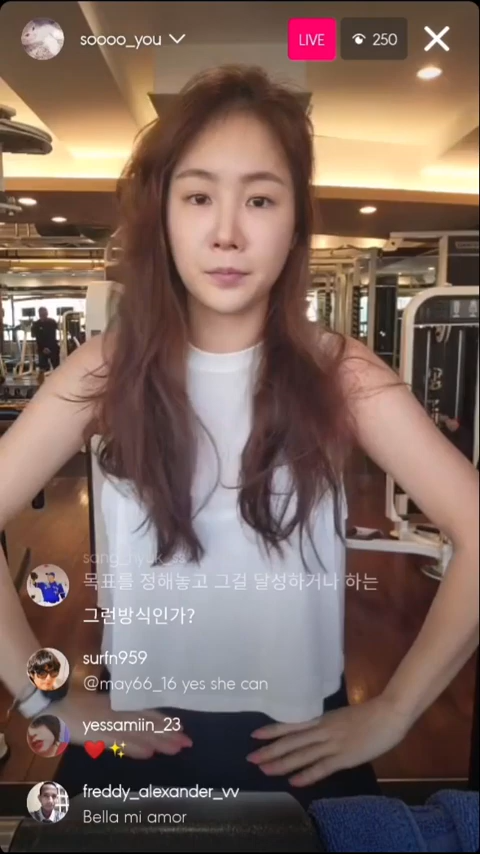 soooo_you
LIVE
250
sang_hyuk_ss
목표를 정해놓고 그걸 달성하거나 하는
그런방식인가?
surfn959
@may66_16 yes she can
yessamiin_23
❤️✨
freddy_alexander_vv
Bella mi amor